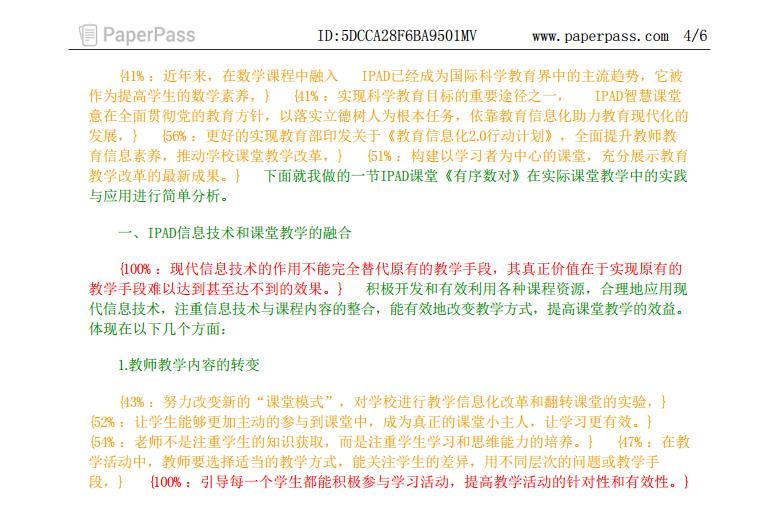 PaperPass ID:5DCCA28F6BA9501MV www.paperpass.com 4/6
{41%：近年来，在数学课程中融入 IPAD已经成为国际科学教育界中的主流趋势，它被
作为提高学生的数学素养，} {41%：实现科学教育目标的重要途径之一， IPAD智慧课堂
意在全面贯彻党的教育方针，以落实立德树人为根本任务，依靠教育信息化助力教育现代化的
发展，} {56%：更好的实现教育部印发关于《教育信息化2.0行动计划》，全面提升教师教
育信息素养，推动学校课堂教学改革，} {51%：构建以学习者为中心的课堂，充分展示教育
教学改革的最新成果。} 下面就我做的一节IPAD课堂《有序数对》在实际课堂教学中的实践
与应用进行简单分析。
一、IPAD信息技术和课堂教学的融合
{100%：现代信息技术的作用不能完全替代原有的教学手段，其真正价值在于实现原有的
教学手段难以达到甚至达不到的效果。} 积极开发和有效利用各种课程资源，合理地应用现
代信息技术，注重信息技术与课程内容的整合，能有效地改变教学方式，提高课堂教学的效益。
体现在以下几个方面：
1.教师教学内容的转变
{43%：努力改变新的“课堂模式”，对学校进行教学信息化改革和翻转课堂的实验，}
{52%：让学生能够更加主动的参与到课堂中，成为真正的课堂小主人，让学习更有效。}
{54%：老师不是注重学生的知识获取，而是注重学生学习和思维能力的培养。} {47%：在教
学活动中，教师要选择适当的教学方式，能关注学生的差异，用不同层次的问题或教学手
段，} {100%：引导每一个学生都能积极参与学习活动，提高教学活动的针对性和有效性。}